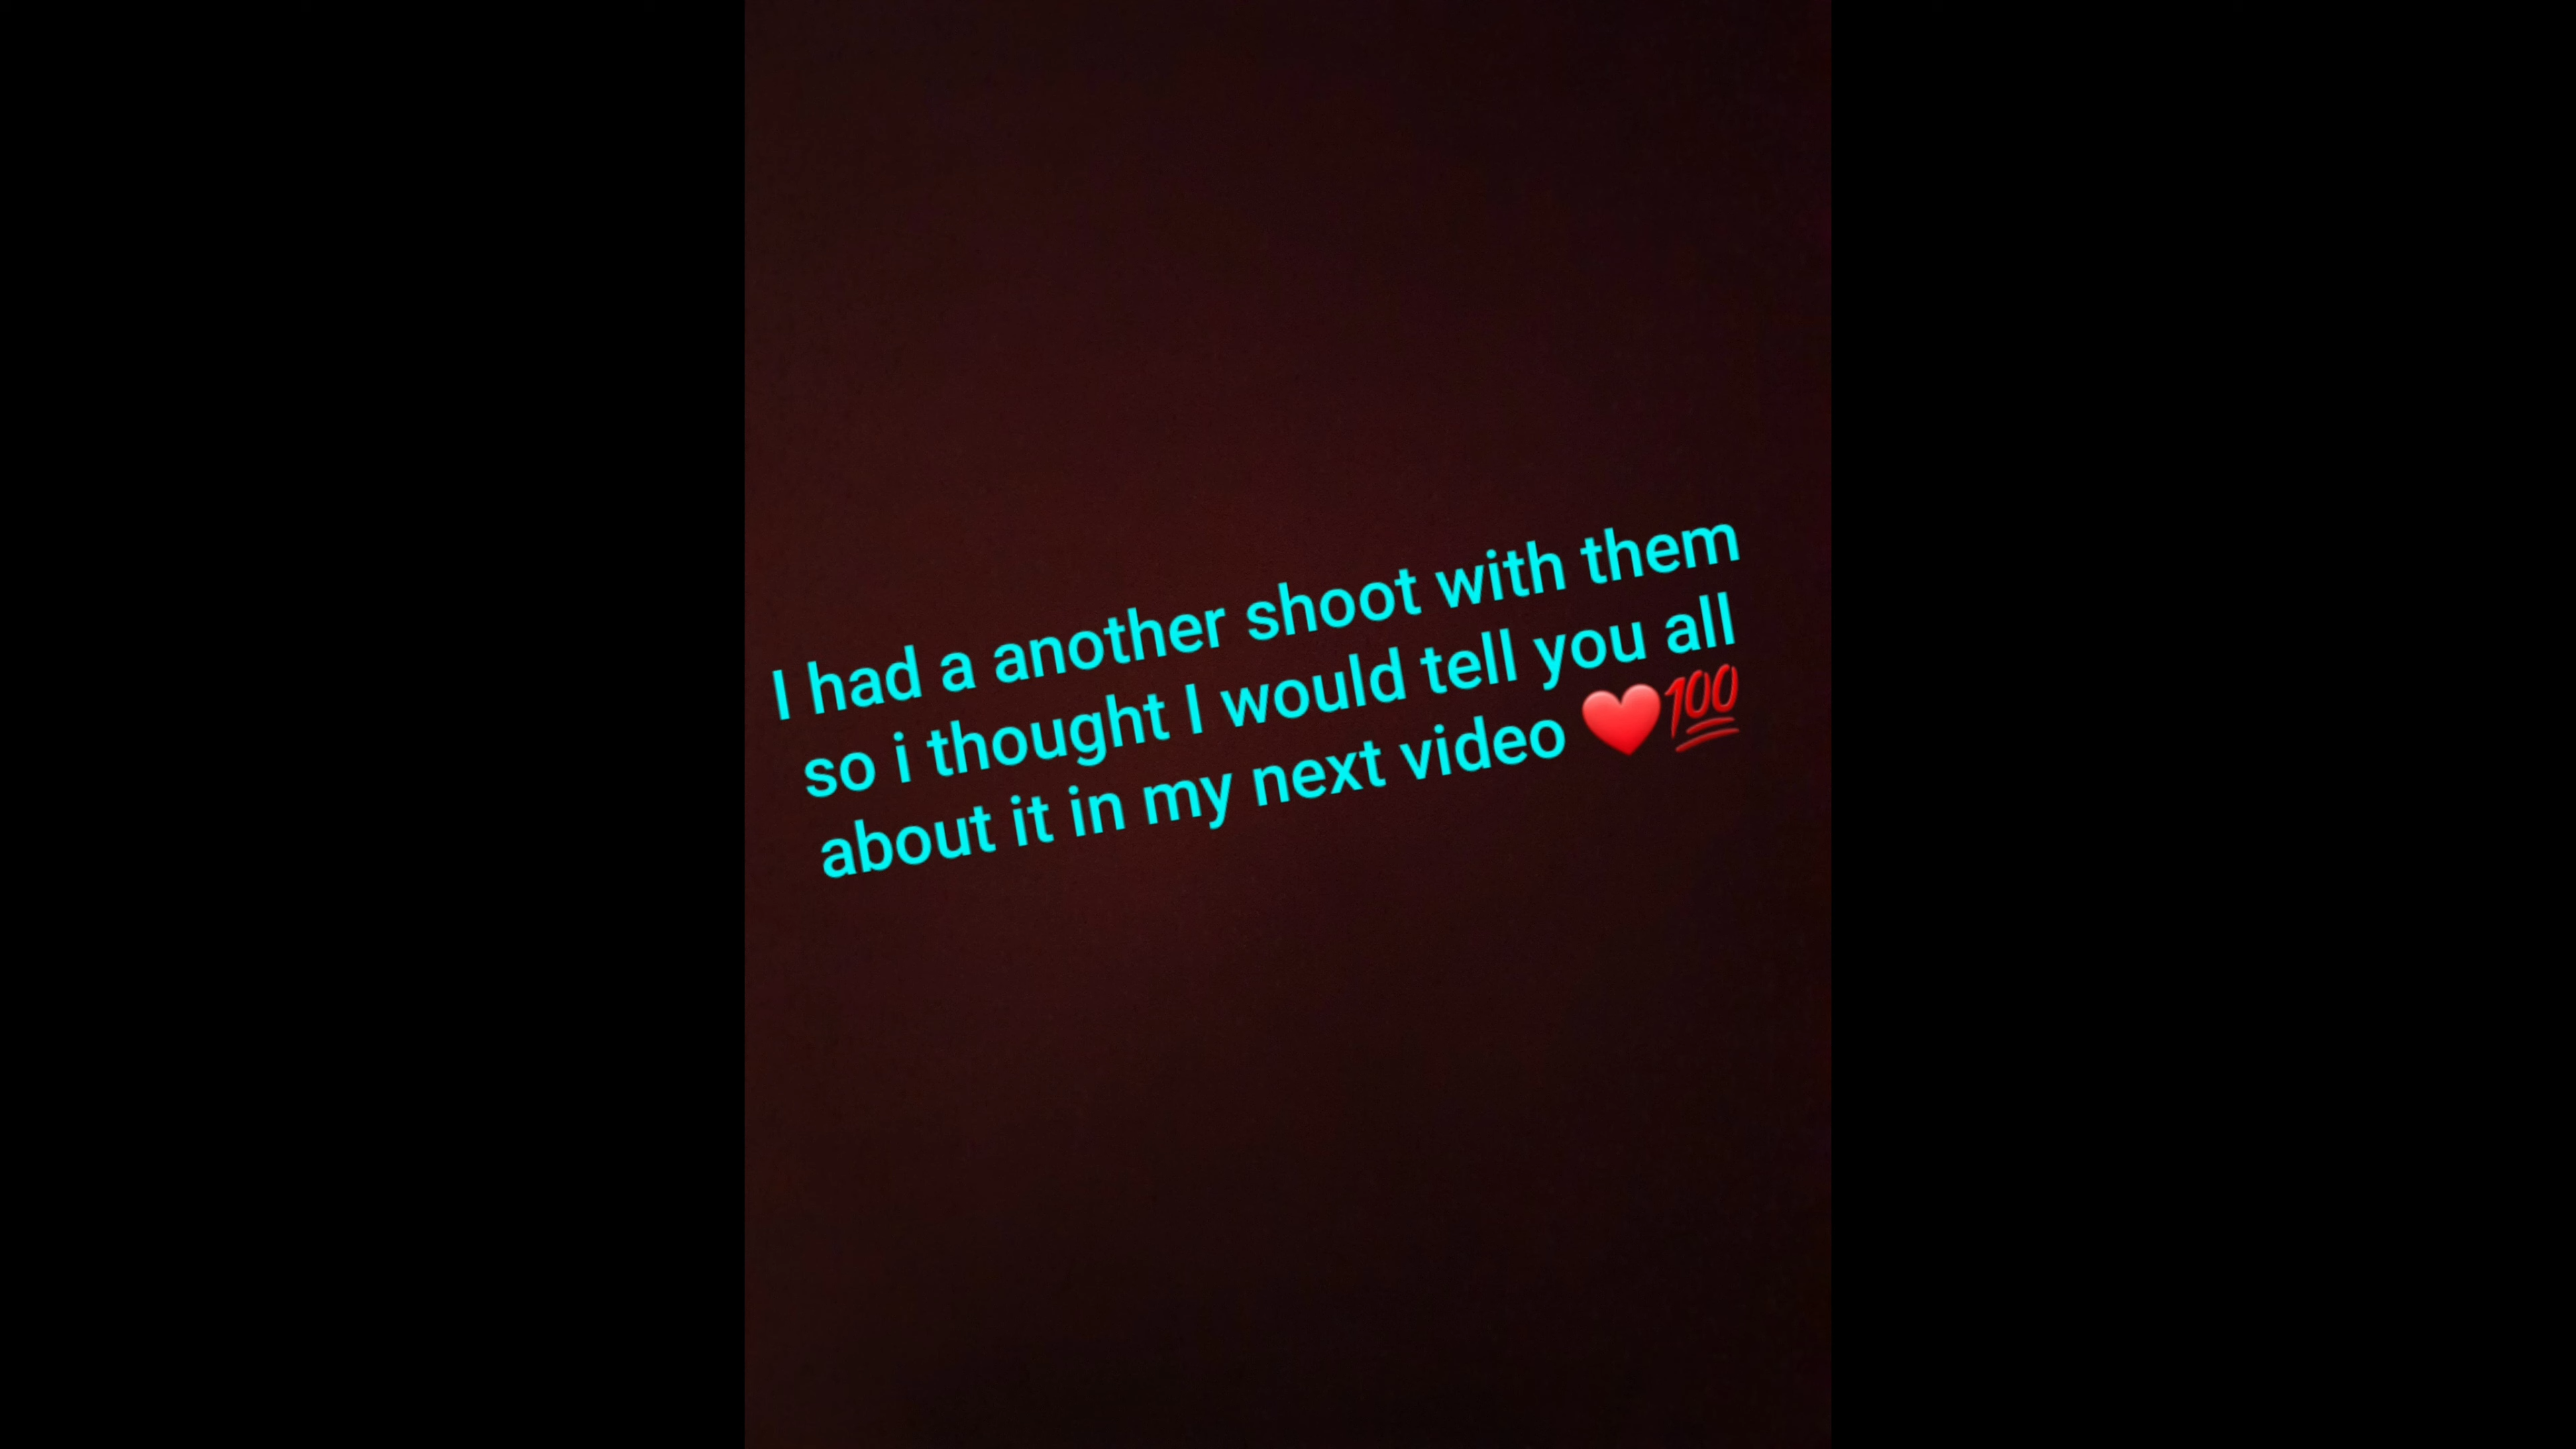 I had a another shoot with them
so i thought I would tell you all
about it in my next video ❤️💯